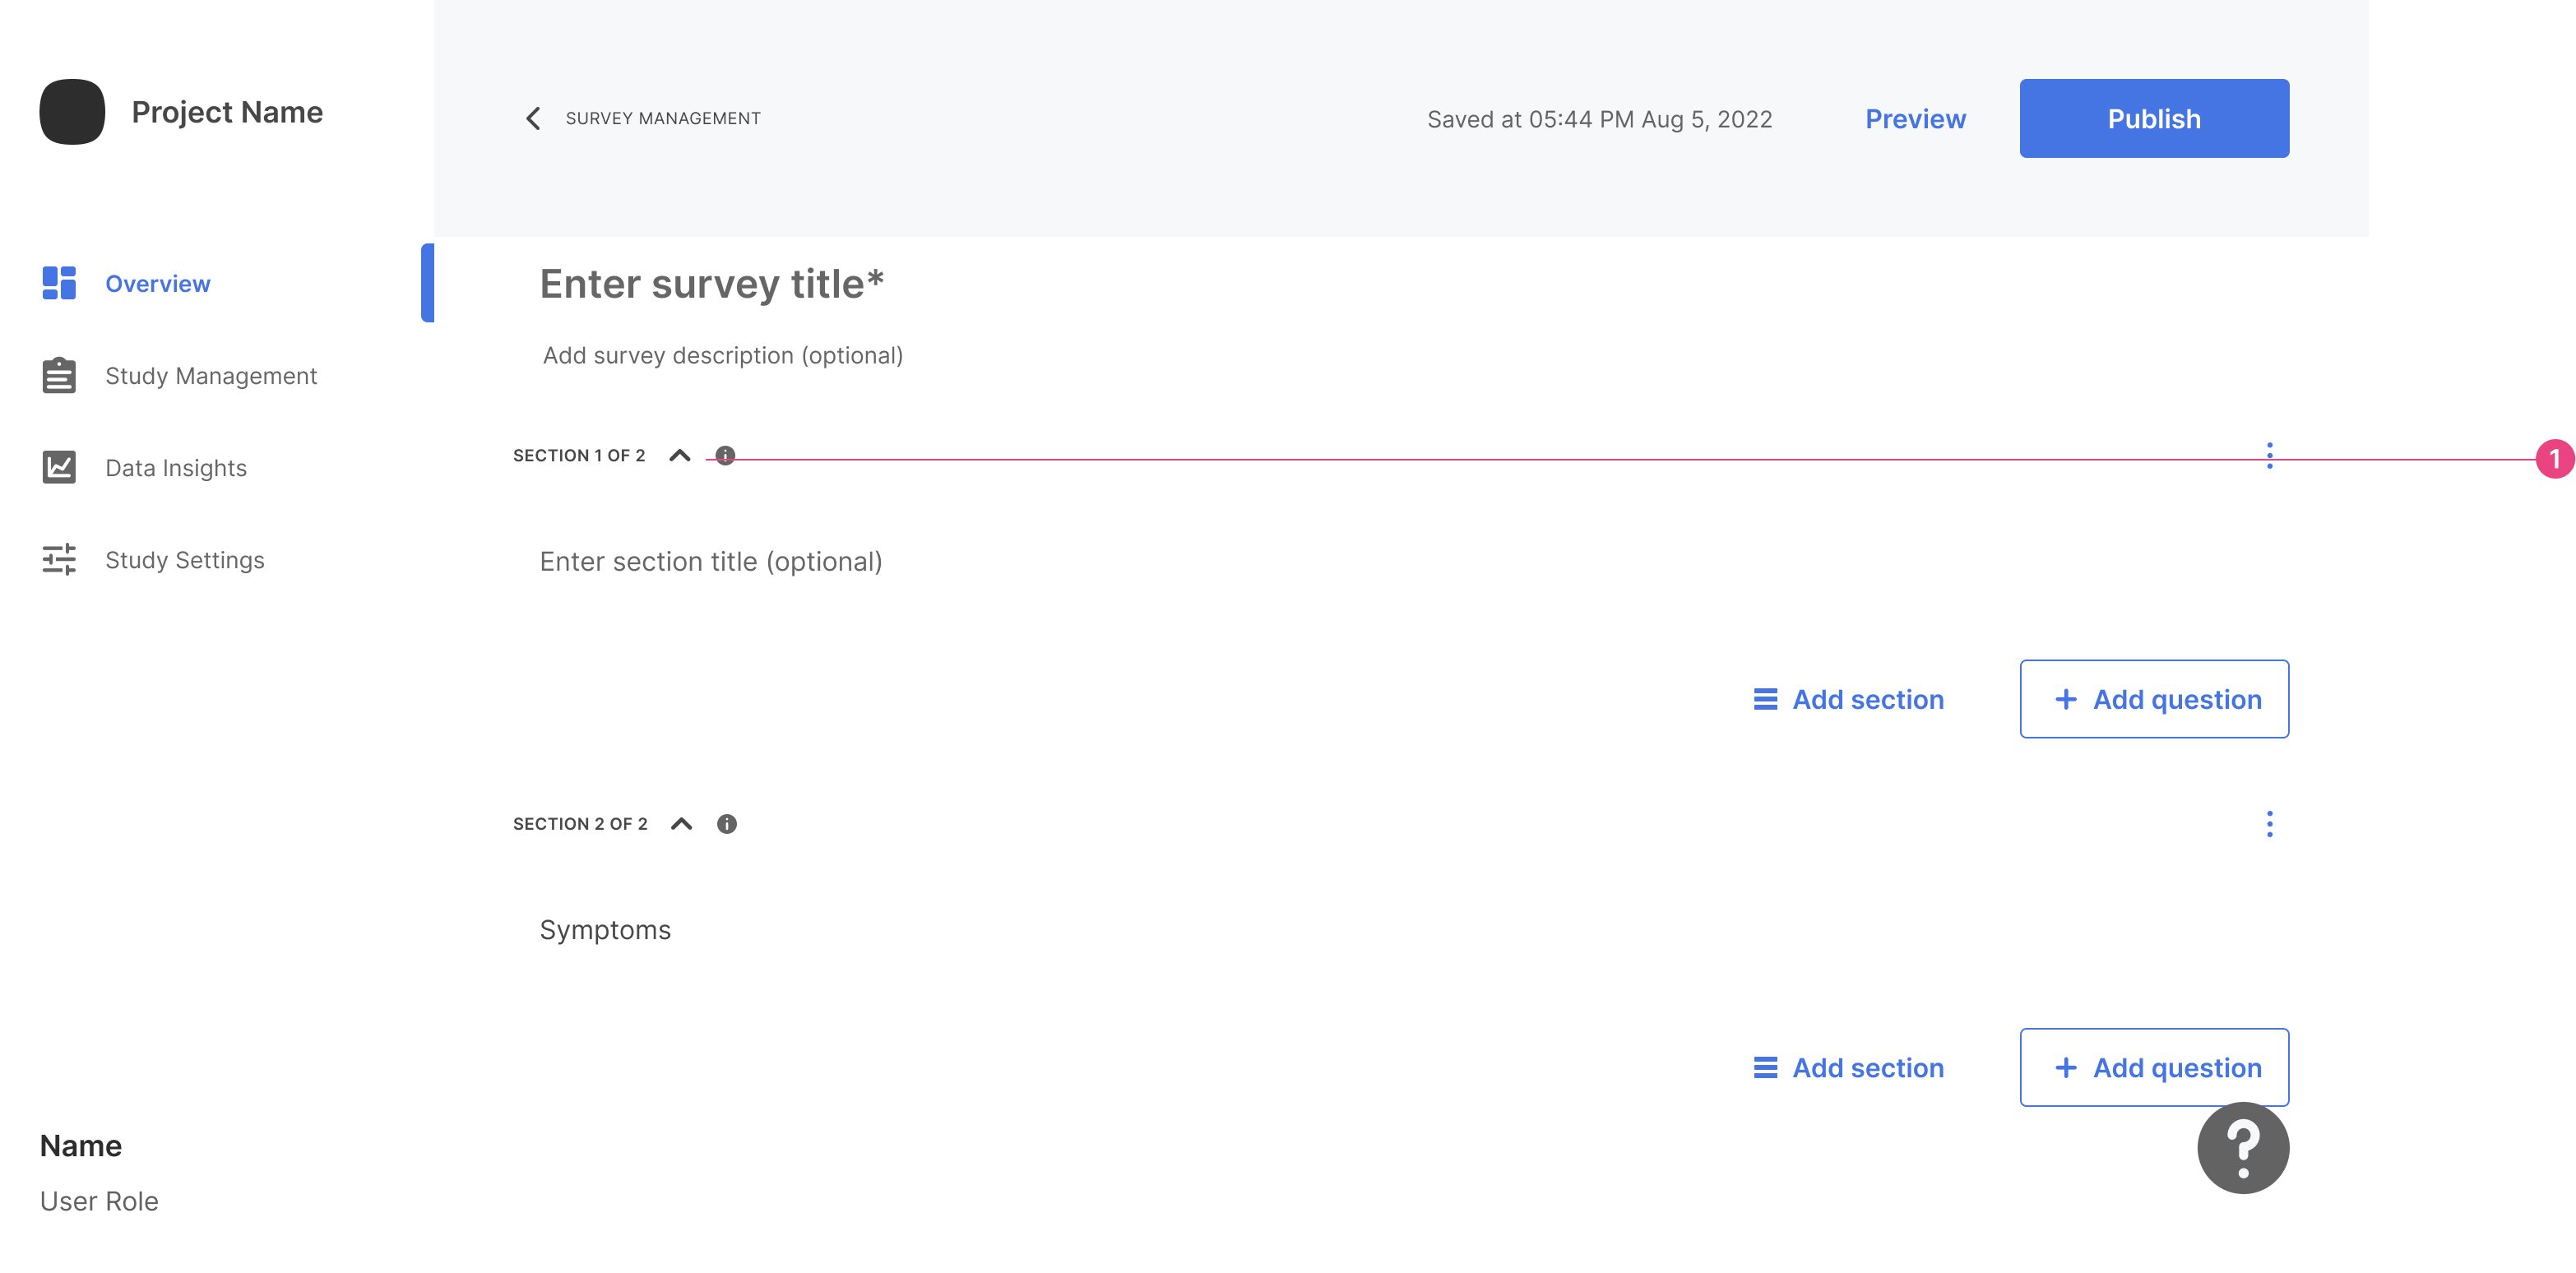 Project Name
SURVEY MANAGEMENT
Saved at 05:44 PM Aug 5, 2022
Preview
Publish
Overview
Study Management
Data Insights
Study Settings
Enter survey title*
Add survey description (optional)
SECTION 1 OF 2
1
Enter section title (optional)
Add section
+ Add question
SECTION 2 OF 2
Symptoms
Add section
+ Add question
?
Name
User Role